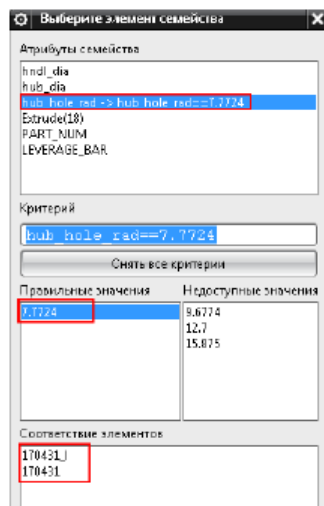 Выберите элемент семейства
Атрибуты семейства
hndl_dia
hub_dia
hub_hole_rad -> hub_hole_rad==7.7724
Extrude(18)
PART_NUM
LEVERAGE_BAR
Критерий
hub_hole_rad==7.7724
Снять все критерии
Правильные значения
Недоступные значения
7.7724
9.6774
12.7
15.875
Соответствие элементов
170431_l
170431